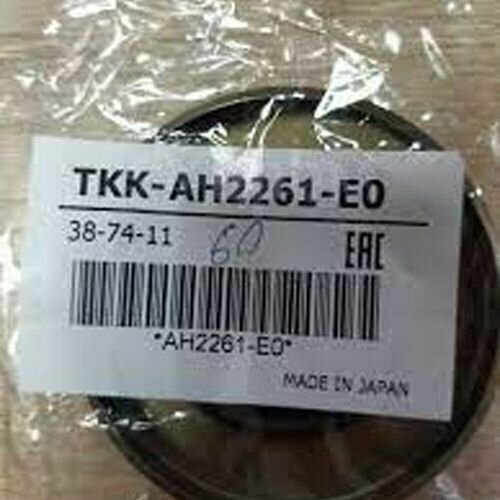 TKK-AH2261-E0
38-74-11 60 EAC
*AH2261-E0*
MADE IN JAPAN